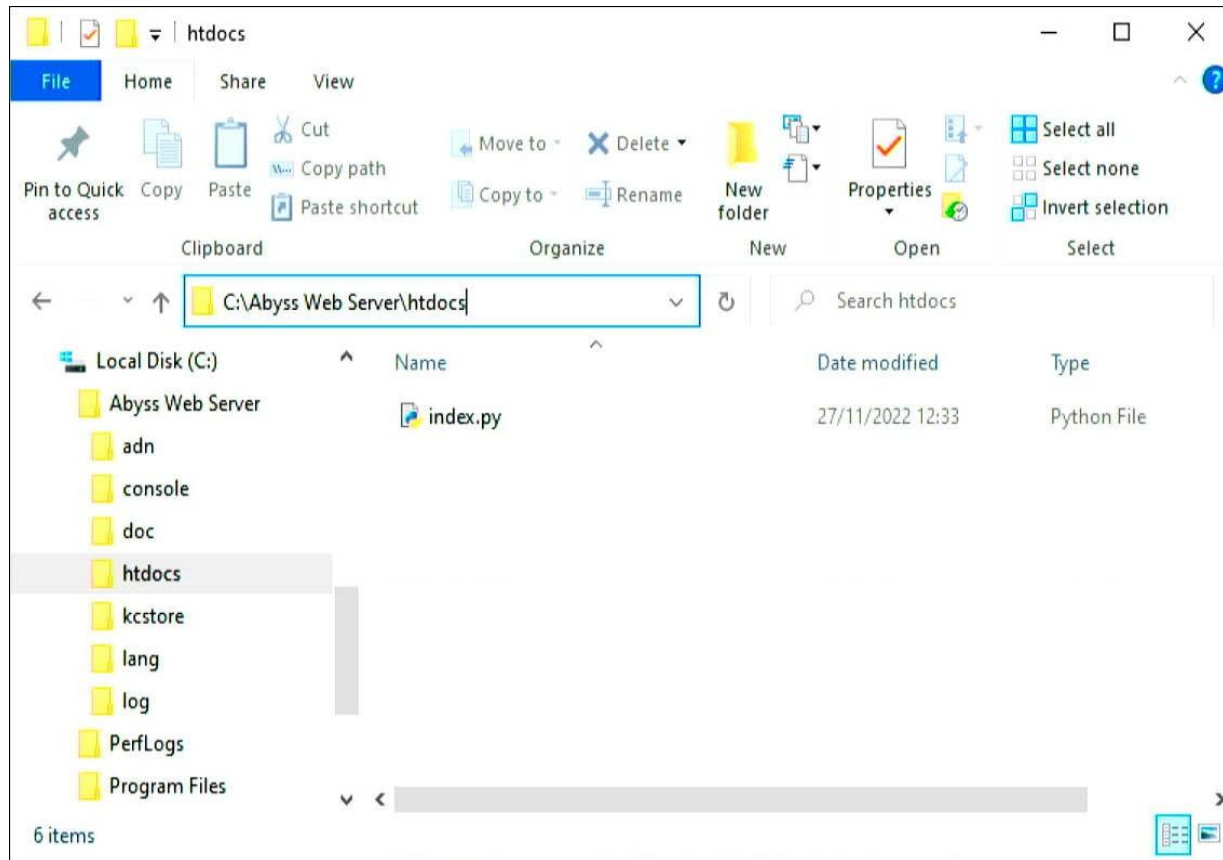 htdocs
File Home Share View
Pin to Quick access Copy Paste
Cut
Copy path
Paste shortcut
Clipboard
Move to Delete
Copy to Rename
Organize
New folder
New
Properties
Open
Select all
Select none
Invert selection
Select
C:\Abyss Web Server\htdocs Search htdocs
Local Disk (C:)
Abyss Web Server
adn
console
doc
htdocs
kcstore
lang
log
PerfLogs
Program Files
Name Date modified Type
index.py 27/11/2022 12:33 Python File
6 items